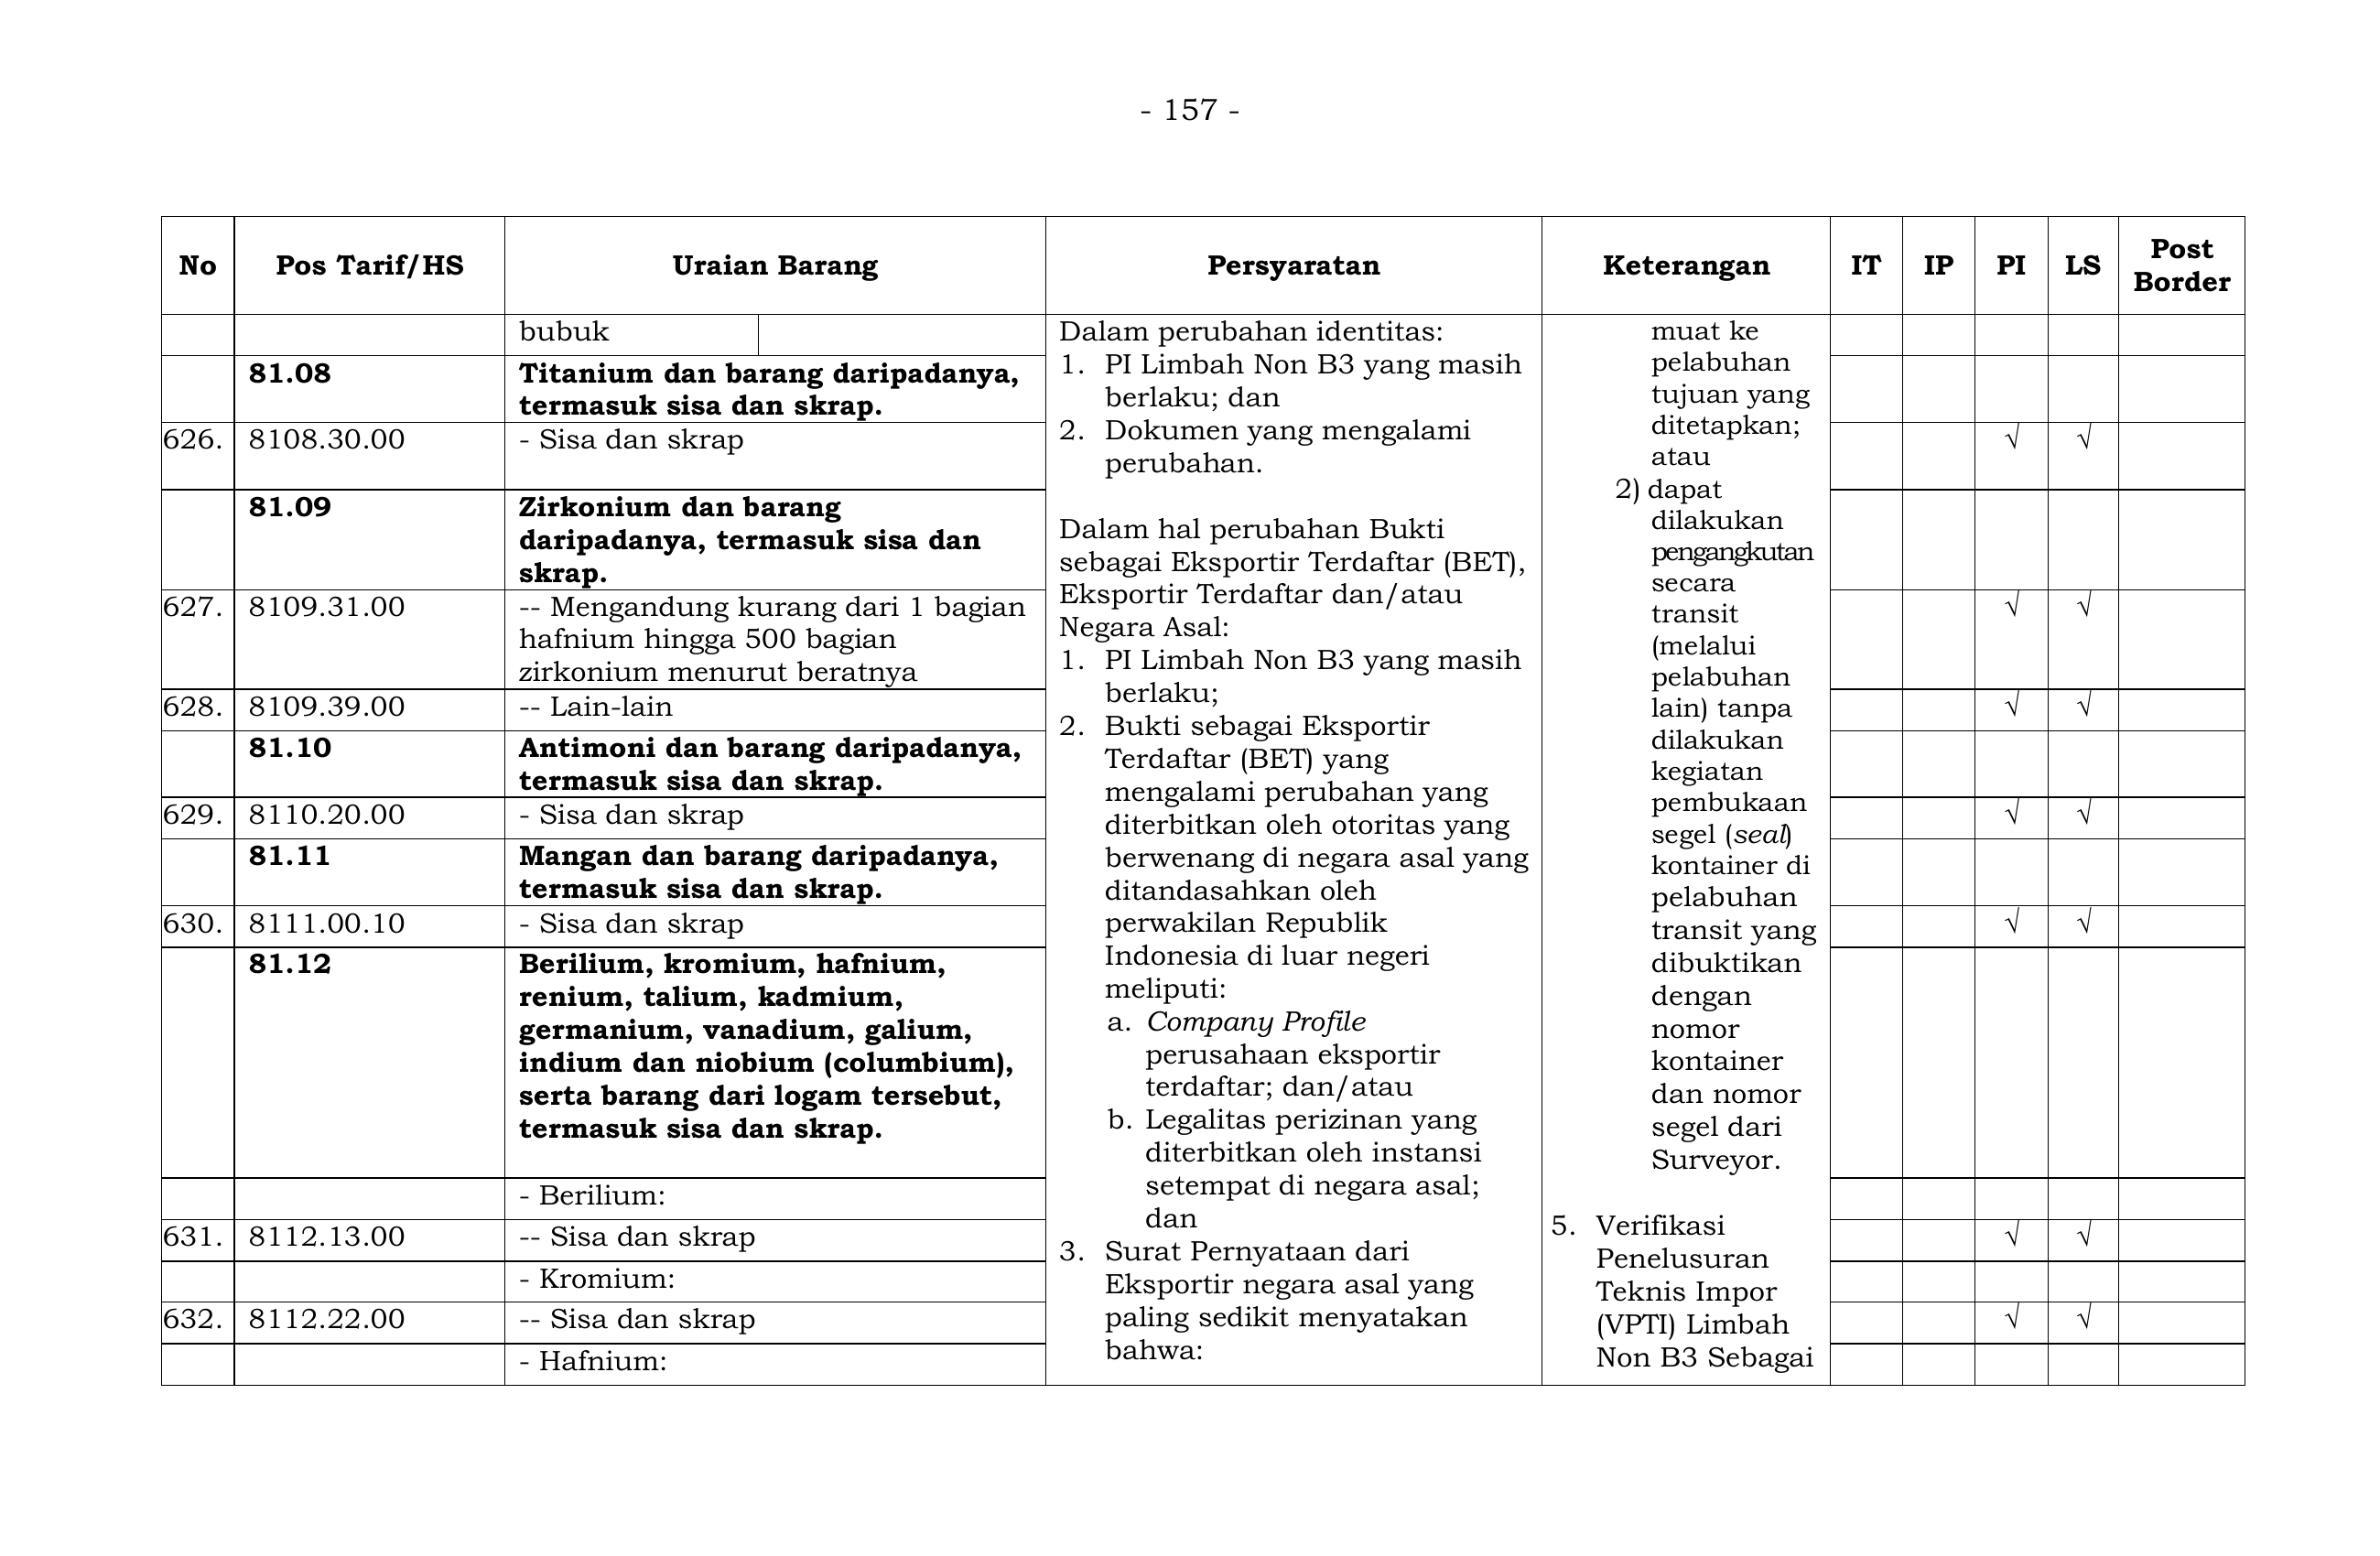 - 157 -
No Pos Tarif/HS Uraian Barang Persyaratan Keterangan IT IP PI LS Post Border
bubuk
81.08 Titanium dan barang daripadanya,
termasuk sisa dan skrap.
626. 8108.30.00 - Sisa dan skrap √ √
81.09 Zirkonium dan barang
daripadanya, termasuk sisa dan
skrap.
627. 8109.31.00 -- Mengandung kurang dari 1 bagian √ √
hafnium hingga 500 bagian
zirkonium menurut beratnya
628. 8109.39.00 -- Lain-lain √ √
81.10 Antimoni dan barang daripadanya,
termasuk sisa dan skrap.
629. 8110.20.00 - Sisa dan skrap √ √
81.11 Mangan dan barang daripadanya,
termasuk sisa dan skrap.
630. 8111.00.10 - Sisa dan skrap √ √
81.12 Berilium, kromium, hafnium,
renium, talium, kadmium,
germanium, vanadium, galium,
indium dan niobium (columbium),
serta barang dari logam tersebut,
termasuk sisa dan skrap.
- Berilium:
631. 8112.13.00 -- Sisa dan skrap √ √
- Kromium:
632. 8112.22.00 -- Sisa dan skrap √ √
- Hafnium:
Dalam perubahan identitas:
1. PI Limbah Non B3 yang masih
berlaku; dan
2. Dokumen yang mengalami
perubahan.
Dalam hal perubahan Bukti
sebagai Eksportir Terdaftar (BET),
Eksportir Terdaftar dan/atau
Negara Asal:
1. PI Limbah Non B3 yang masih
berlaku;
2. Bukti sebagai Eksportir
Terdaftar (BET) yang
mengalami perubahan yang
diterbitkan oleh otoritas yang
berwenang di negara asal yang
ditandasahkan oleh
perwakilan Republik
Indonesia di luar negeri
meliputi:
a. Company Profile
perusahaan eksportir
terdaftar; dan/atau
b. Legalitas perizinan yang
diterbitkan oleh instansi
setempat di negara asal;
dan
3. Surat Pernyataan dari
Eksportir negara asal yang
paling sedikit menyatakan
bahwa:
muat ke
pelabuhan
tujuan yang
ditetapkan;
atau
2) dapat
dilakukan
pengangkutan
secara
transit
(melalui
pelabuhan
lain) tanpa
dilakukan
kegiatan
pembukaan
segel (seal)
kontainer di
pelabuhan
transit yang
dibuktikan
dengan
nomor
kontainer
dan nomor
segel dari
Surveyor.
5. Verifikasi
Penelusuran
Teknis Impor
(VPTI) Limbah
Non B3 Sebagai